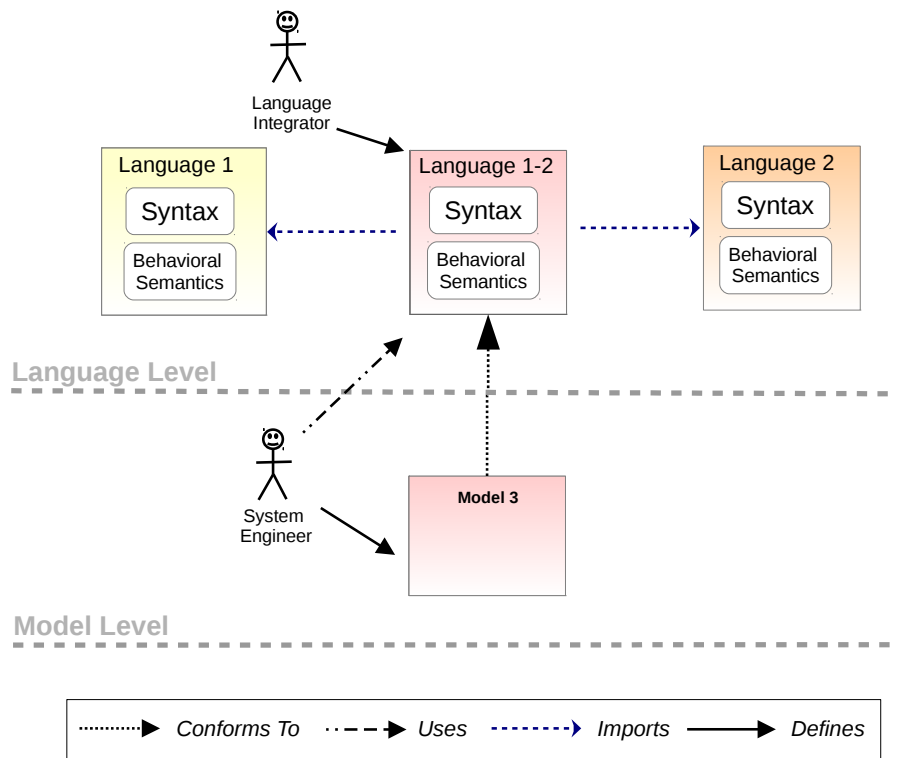 Language
Integrator
Language 1
Syntax
Behavioral
Semantics
Language 1-2
Syntax
Behavioral
Semantics
Language 2
Syntax
Behavioral
Semantics
Language Level
System
Engineer
Model 3
Model Level
Conforms To
Uses
Imports
Defines